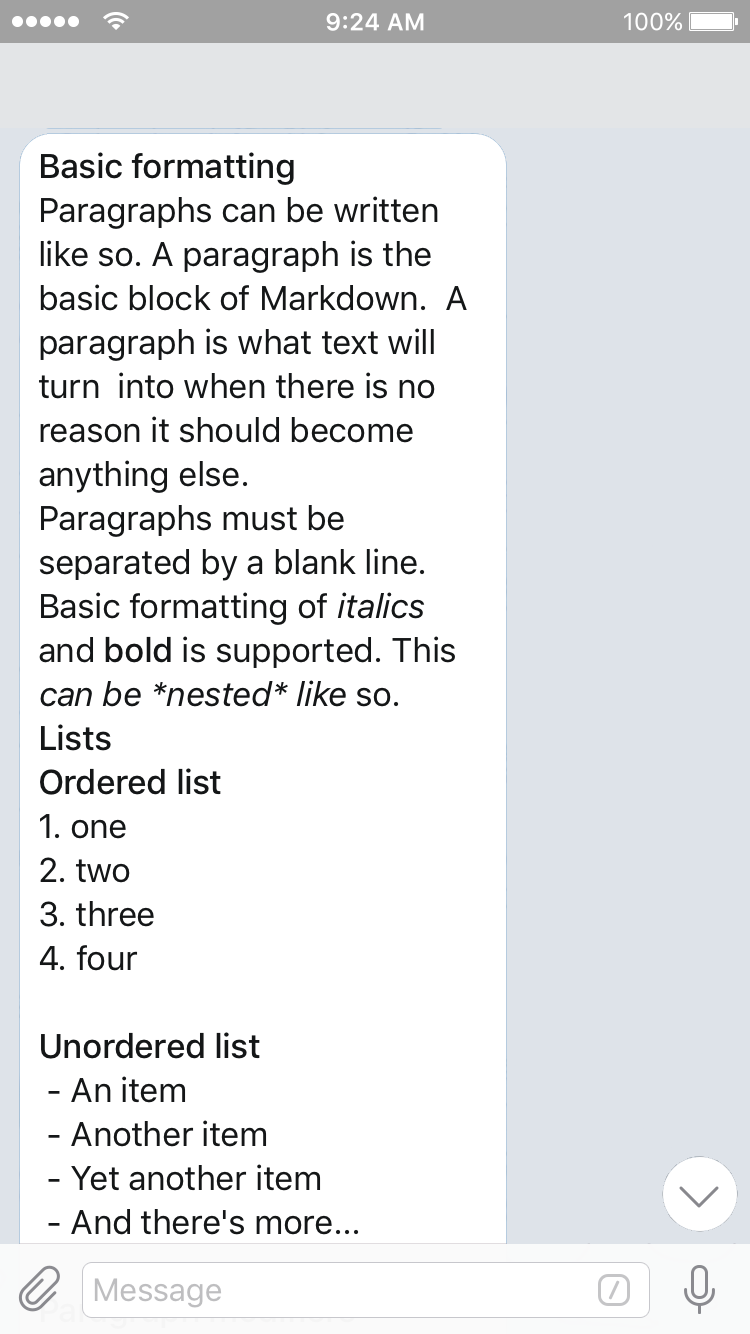 9:24 AM
100%
Basic formatting
Paragraphs can be written
like so. A paragraph is the
basic block of Markdown.  A
paragraph is what text will
turn  into when there is no
reason it should become
anything else.
Paragraphs must be
separated by a blank line.
Basic formatting of italics
and bold is supported. This
can be *nested* like so.
Lists
Ordered list
1. one
2. two
3. three
4. four
Unordered list
- An item
- Another item
- Yet another item
- And there's more...
Message